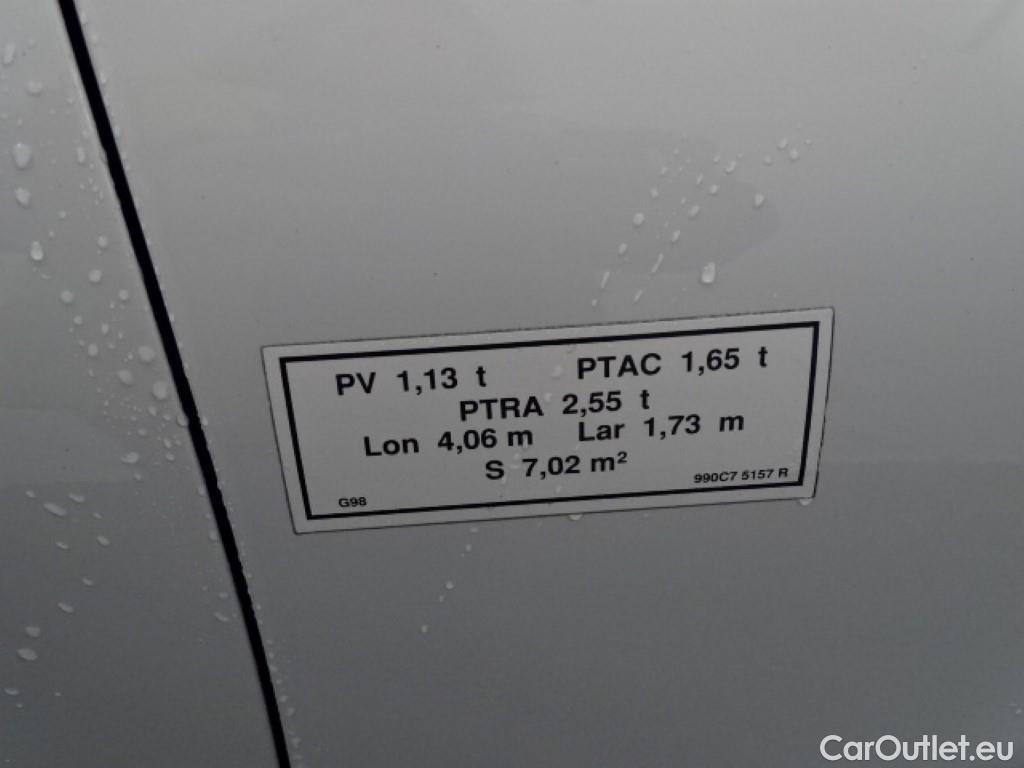 PV 1,13 t PTAC 1,65 t
PTRA 2,55 t
Lon 4,06 m Lar 1,73 m
S 7,02 m²
G98 990C7 5157 R
CarOutlet.eu